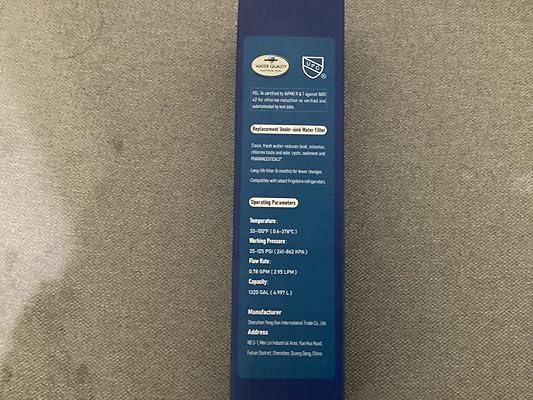 WATER QUALITY
UPC
®
PCL-14 certified by IAPMO R & T against ANSI
42 for chlorine reduction as verified and
substantiated by test data.
Replacement Under-sink Water Filter
Clean, fresh water-reduces lead, asbestos,
chlorine taste and odor, cysts, sediment and
PHARMACEUTICALS*
-Long-life filter (6 months) for fewer changes
-Compatible with select Frigidaire refrigerators
Operating Parameters
Temperature:
33-100°F ( 0.6-378°C )
Working Pressure:
35-125 PSI ( 241-862 KPA )
Flow Rate:
0.78 GPM ( 2.95 LPM )
Capacity:
1320 GAL ( 4.997 L )
Manufacturer
Shenzhen Yong Han International Trade Co., Ltd
Address
NO.3-1, Mei Lin Industrial Area, Yue Hua Road,
Futian District, Shenzhen, Guang Dong, China